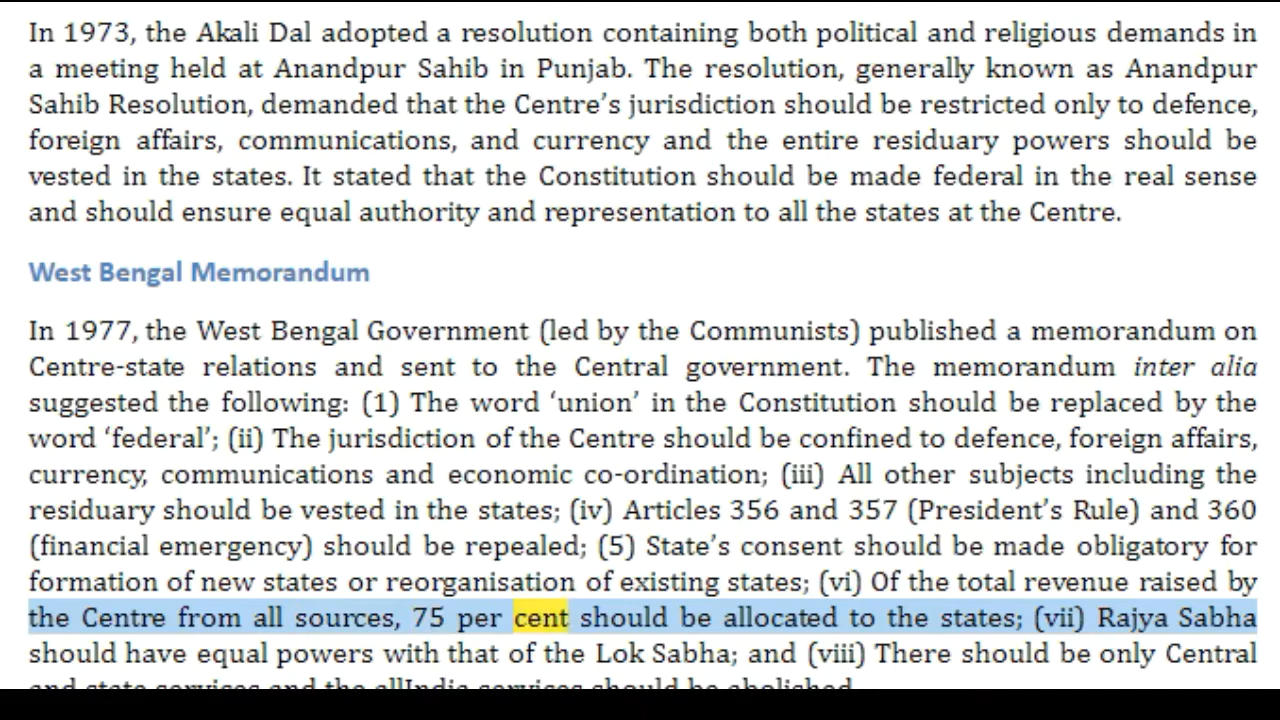 In 1973, the Akali Dal adopted a resolution containing both political and religious demands in
a meeting held at Anandpur Sahib in Punjab. The resolution, generally known as Anandpur
Sahib Resolution, demanded that the Centre’s jurisdiction should be restricted only to defence,
foreign affairs, communications, and currency and the entire residuary powers should be
vested in the states. It stated that the Constitution should be made federal in the real sense
and should ensure equal authority and representation to all the states at the Centre.
West Bengal Memorandum
In 1977, the West Bengal Government (led by the Communists) published a memorandum on
Centre-state relations and sent to the Central government. The memorandum inter alia
suggested the following: (1) The word ‘union’ in the Constitution should be replaced by the
word ‘federal’; (ii) The jurisdiction of the Centre should be confined to defence, foreign affairs,
currency, communications and economic co-ordination; (iii) All other subjects including the
residuary should be vested in the states; (iv) Articles 356 and 357 (President’s Rule) and 360
(financial emergency) should be repealed; (5) State’s consent should be made obligatory for
formation of new states or reorganisation of existing states; (vi) Of the total revenue raised by
the Centre from all sources, 75 per cent should be allocated to the states; (vii) Rajya Sabha
should have equal powers with that of the Lok Sabha; and (viii) There should be only Central
and state services and the allIndia services should be abolished.